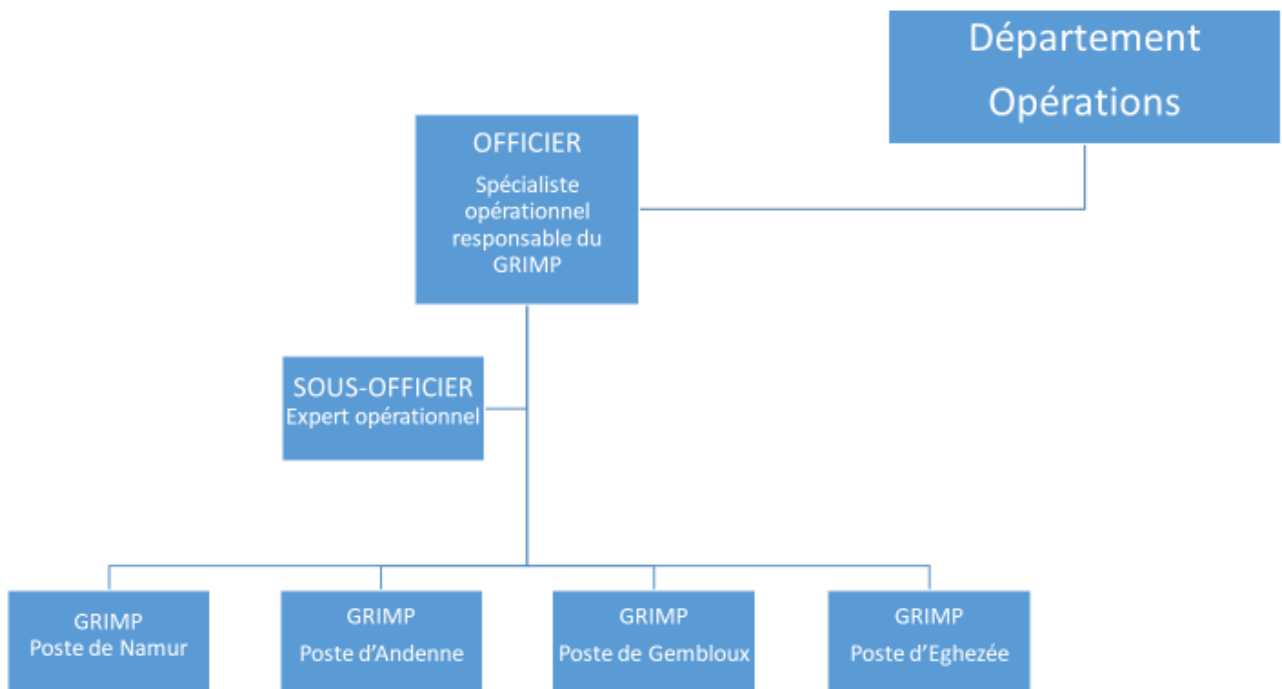 Département
Opérations
OFFICIER
Spécialiste
opérationnel
responsable du
GRIMP
SOUS-OFFICIER
Expert opérationnel
GRIMP
Poste de Namur
GRIMP
Poste d’Andenne
GRIMP
Poste de Gembloux
GRIMP
Poste d’Eghezée